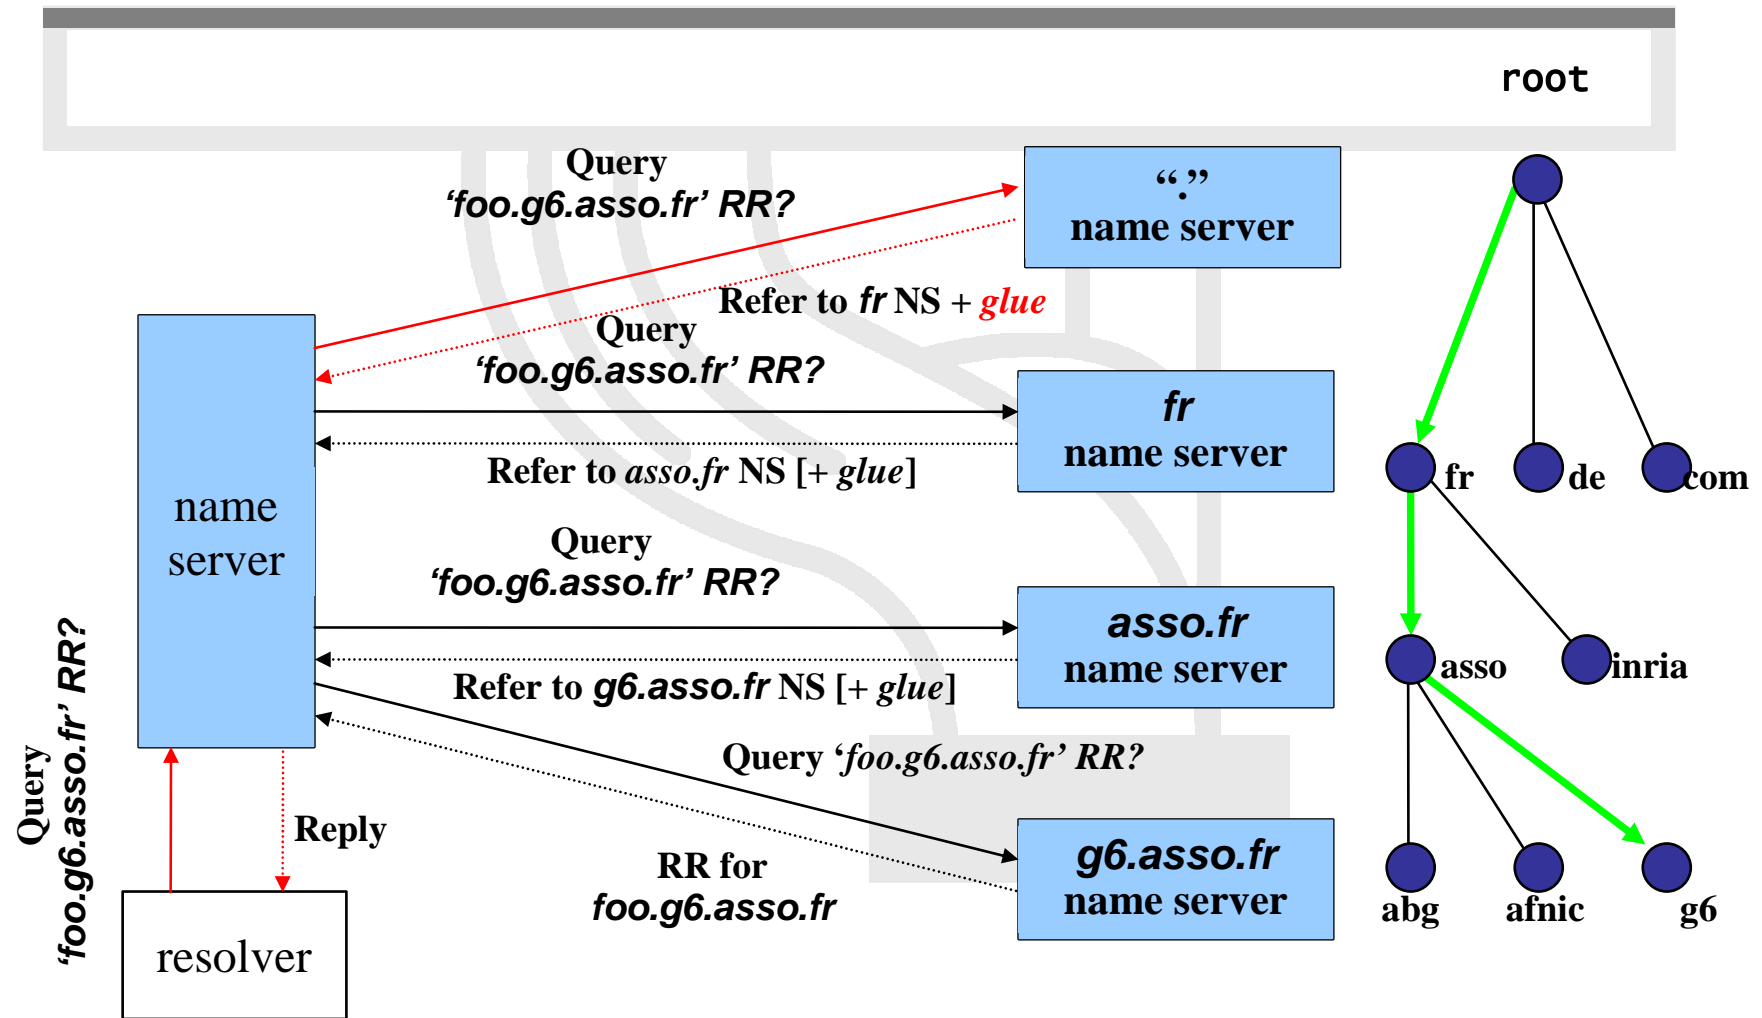 root
Query
‘foo.g6.asso.fr’ RR?
“.”
name server
Refer to fr NS + glue
Query
‘foo.g6.asso.fr’ RR?
fr
name server
Refer to asso.fr NS [+ glue]
name
server
Query
‘foo.g6.asso.fr’ RR?
asso.fr
name server
Refer to g6.asso.fr NS [+ glue]
Query ‘foo.g6.asso.fr’ RR?
g6.asso.fr
name server
RR for
foo.g6.asso.fr
Query
‘foo.g6.asso.fr’ RR?
Reply
resolver
fr
de
com
asso
inria
abg
afnic
g6